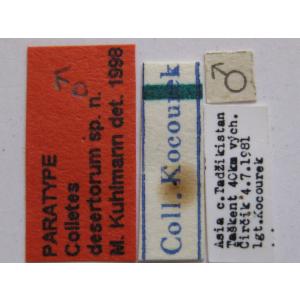 ♂
PARATYPE
Colletes
desertorum sp. n.
M. Kuhlmann det. 1998
Coll. Kocourek
♂
Asia c. Tadžikistan
Taškent 40km vých.
Čirčik 4.7.1981
lgt.Kocourek